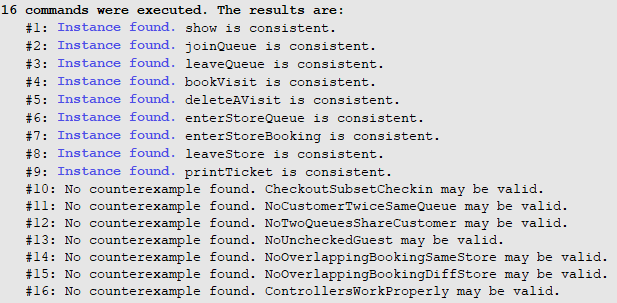 16 commands were executed. The results are:
#1: Instance found. show is consistent.
#2: Instance found. joinQueue is consistent.
#3: Instance found. leaveQueue is consistent.
#4: Instance found. bookVisit is consistent.
#5: Instance found. deleteAVisit is consistent.
#6: Instance found. enterStoreQueue is consistent.
#7: Instance found. enterStoreBooking is consistent.
#8: Instance found. leaveStore is consistent.
#9: Instance found. printTicket is consistent.
#10: No counterexample found. CheckoutSubsetCheckin may be valid.
#11: No counterexample found. NoCustomerTwiceSameQueue may be valid.
#12: No counterexample found. NoTwoQueuesShareCustomer may be valid.
#13: No counterexample found. NoUncheckedGuest may be valid.
#14: No counterexample found. NoOverlappingBookingSameStore may be valid.
#15: No counterexample found. NoOverlappingBookingDiffStore may be valid.
#16: No counterexample found. ControllersWorkProperly may be valid.